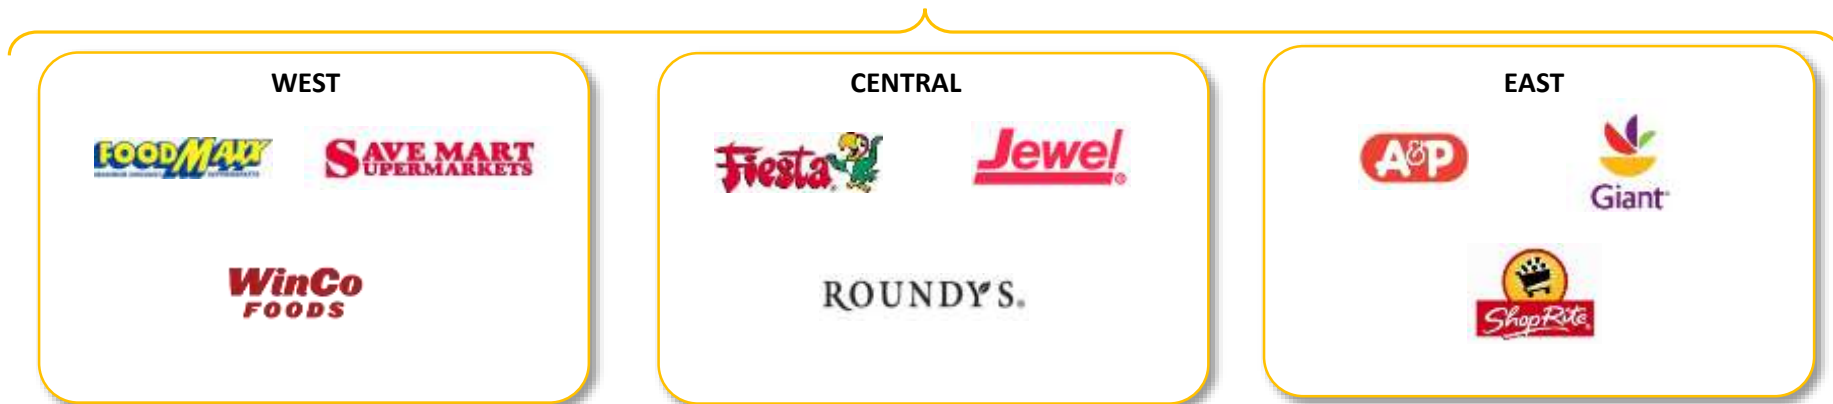 WEST
FOODMAXX
SAVE MART
SUPERMARKETS
WinCo
FOODS
CENTRAL
Fiesta®
Jewel®
ROUNDY'S®
EAST
A&P
Giant
ShopRite